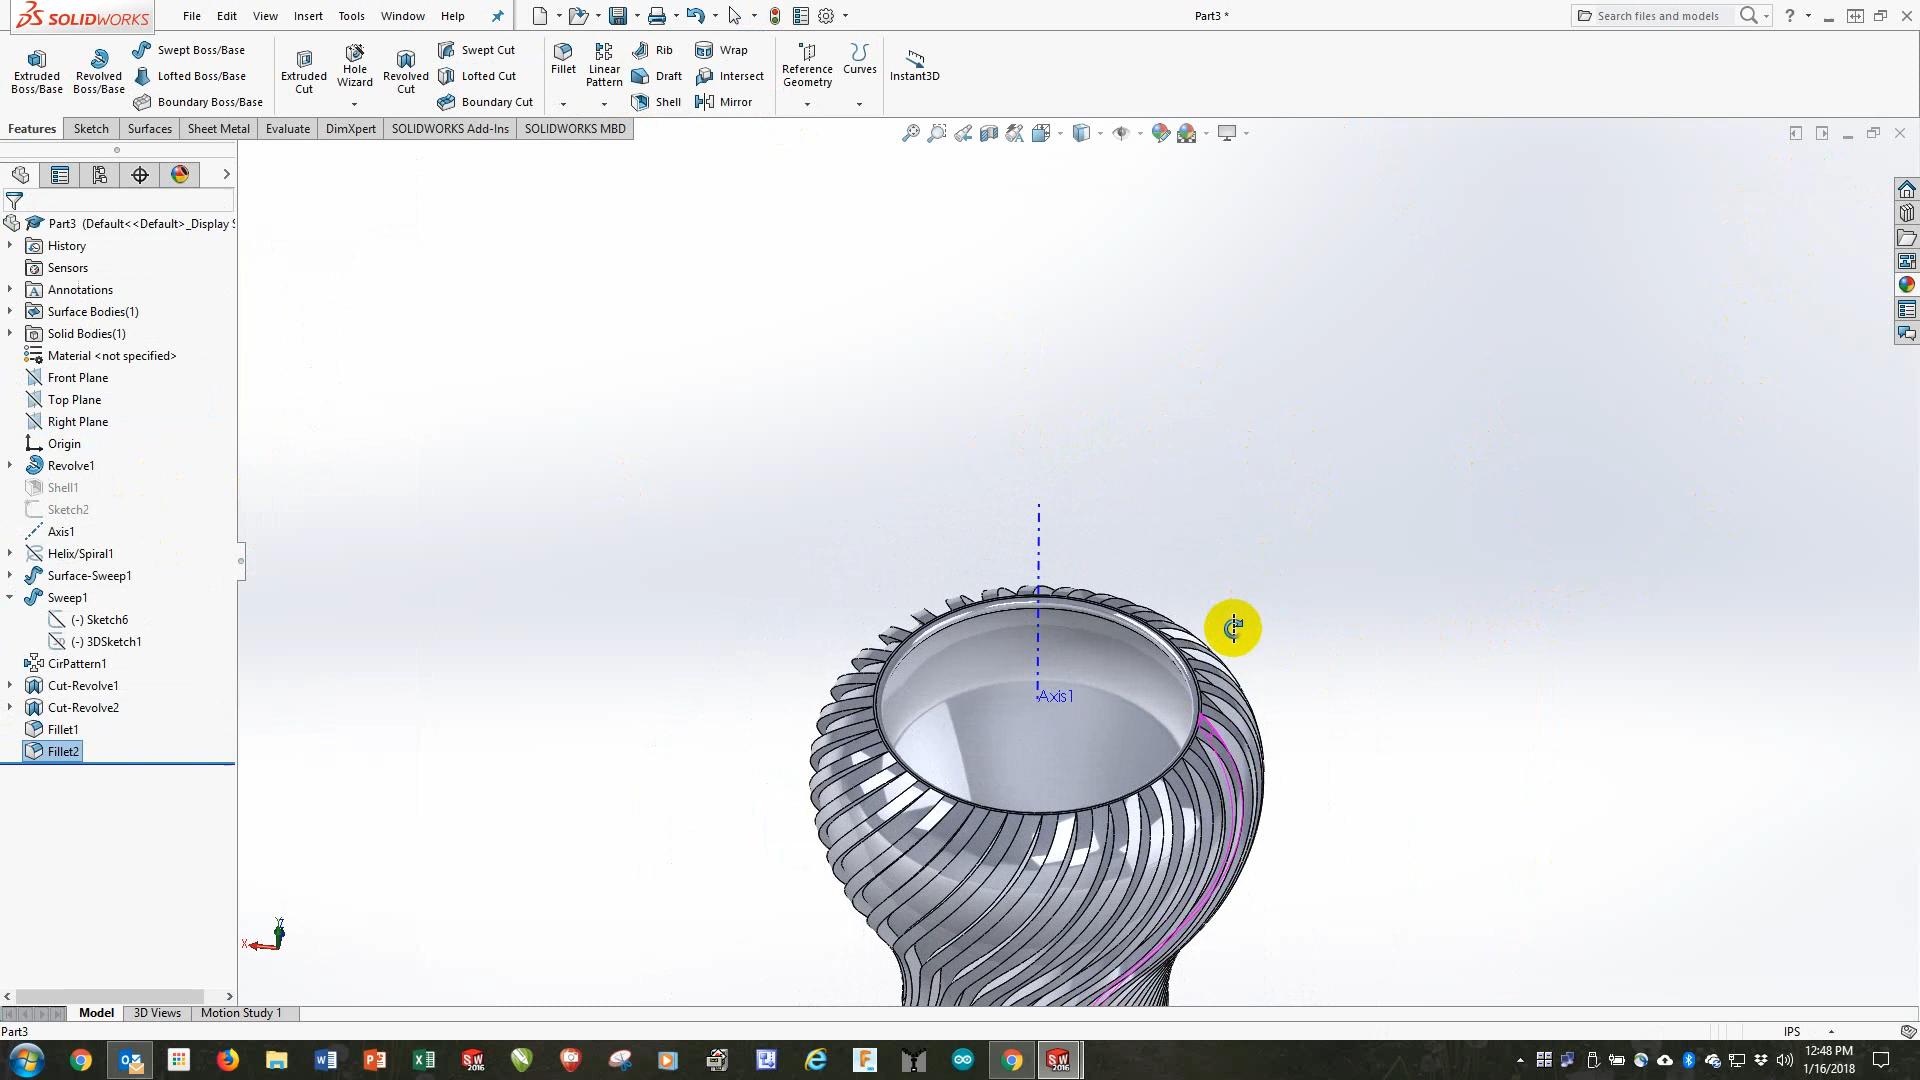 SOLIDWORKS
File Edit View Insert Tools Window Help
Part3 *
Search files and models
Extruded Boss/Base
Revolved Boss/Base
Swept Boss/Base
Lofted Boss/Base
Boundary Boss/Base
Extruded Cut
Hole Wizard
Revolved Cut
Swept Cut
Lofted Cut
Boundary Cut
Fillet
Linear Pattern
Rib
Draft
Shell
Wrap
Intersect
Mirror
Reference Geometry
Curves
Instant3D
Features Sketch Surfaces Sheet Metal Evaluate DimXpert SOLIDWORKS Add-Ins SOLIDWORKS MBD
Part3 (Default<<Default>_Display
History
Sensors
Annotations
Surface Bodies(1)
Solid Bodies(1)
Material <not specified>
Front Plane
Top Plane
Right Plane
Origin
Revolve1
Shell1
Sketch2
Axis1
Helix/Spiral1
Surface-Sweep1
Sweep1
(-) Sketch6
(-) 3DSketch1
CirPattern1
Cut-Revolve1
Cut-Revolve2
Fillet1
Fillet2
Axis1
X
Model 3D Views Motion Study 1
Part3
IPS
12:48 PM
1/16/2018